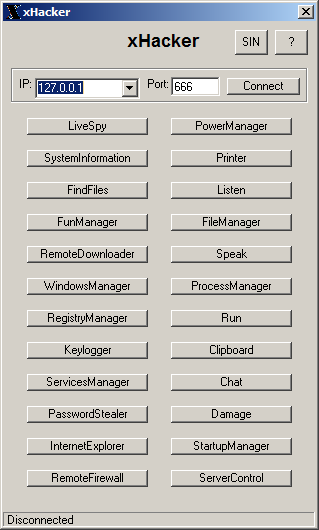 xHacker
xHacker SIN ?
IP: 127.0.0.1 Port: 666 Connect
LiveSpy PowerManager
SystemInformation Printer
FindFiles Listen
FunManager FileManager
RemoteDownloader Speak
WindowsManager ProcessManager
RegistryManager Run
Keylogger Clipboard
ServicesManager Chat
PasswordStealer Damage
InternetExplorer StartupManager
RemoteFirewall ServerControl
Disconnected